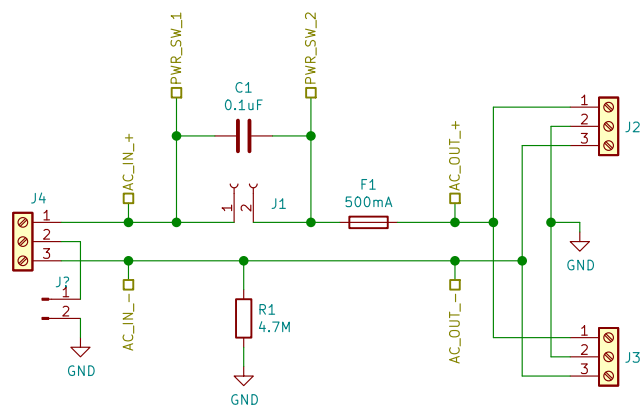 PWR_SW_1
PWR_SW_2
C1
0.1uF
AC_IN_+
AC_OUT_+
J4
1
2
3
1
2
J1
F1
500mA
1
2
3
J2
GND
J?
1
2
GND
AC_IN_-
R1
4.7M
GND
AC_OUT_-
1
2
3
J3